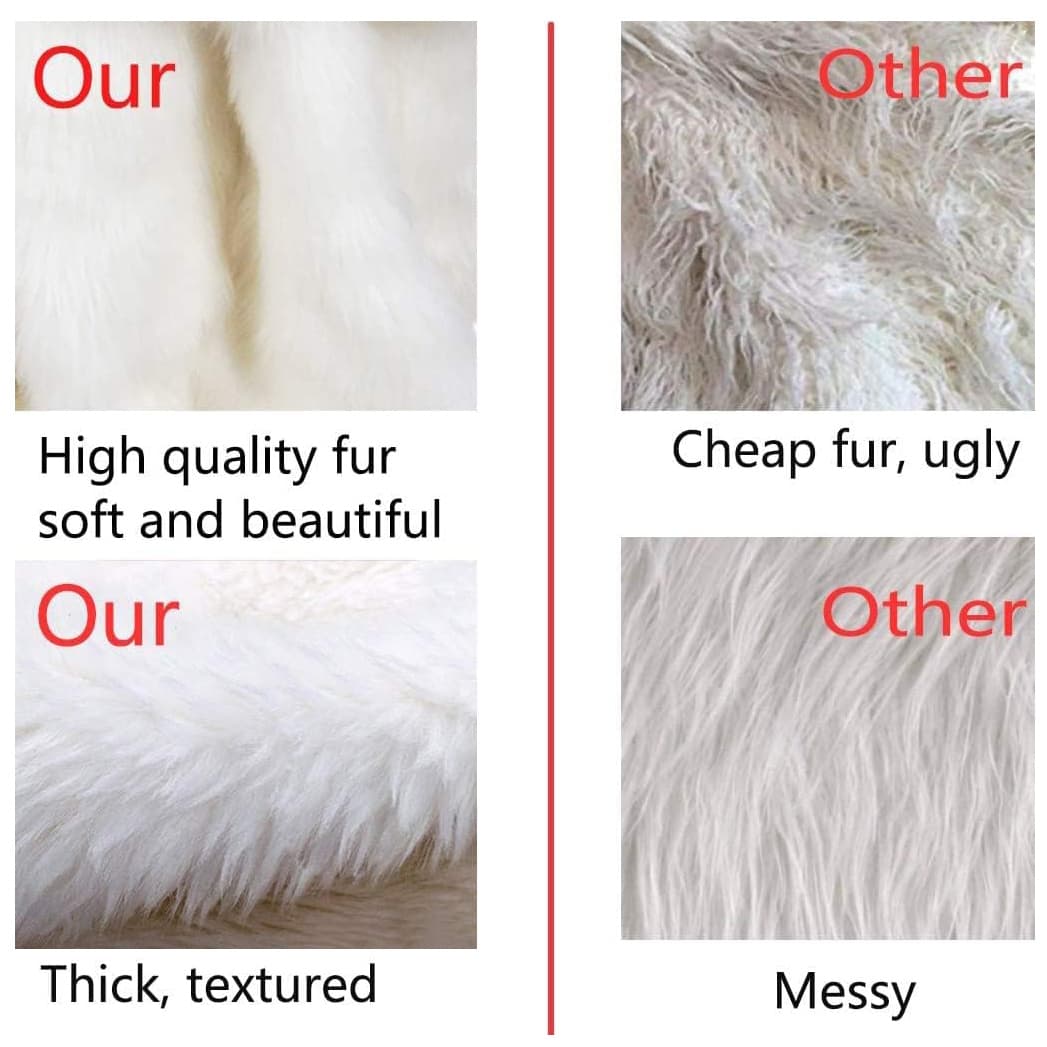 Our
High quality fur
soft and beautiful
Our
Thick, textured
Other
Cheap fur, ugly
Other
Messy